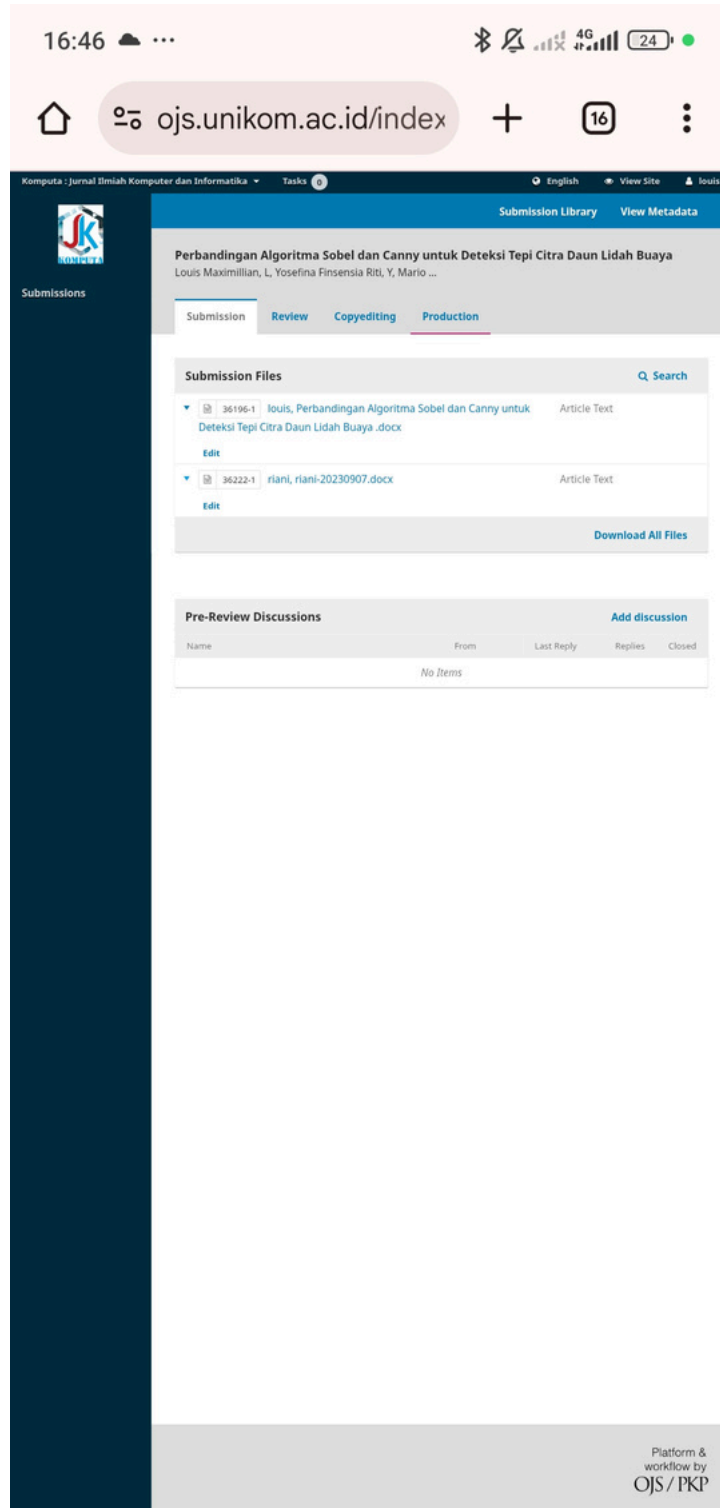 16:46 ...
4G 24
ojs.unikom.ac.id/index
16
Komputa : Jurnal Ilmiah Komputer dan Informatika Tasks 0 English View Site louis
JK
KOMPUTA
Submission Library View Metadata
Perbandingan Algoritma Sobel dan Canny untuk Deteksi Tepi Citra Daun Lidah Buaya
Louis Maximillian, L, Yosefina Finsensia Riti, Y, Mario ...
Submissions
Submission Review Copyediting Production
Submission Files Search
36196-1 louis, Perbandingan Algoritma Sobel dan Canny untuk Article Text
Deteksi Tepi Citra Daun Lidah Buaya .docx
Edit
36222-1 riani, riani-20230907.docx Article Text
Edit
Download All Files
Pre-Review Discussions Add discussion
Name From Last Reply Replies Closed
No Items
Platform &
workflow by
OJS / PKP